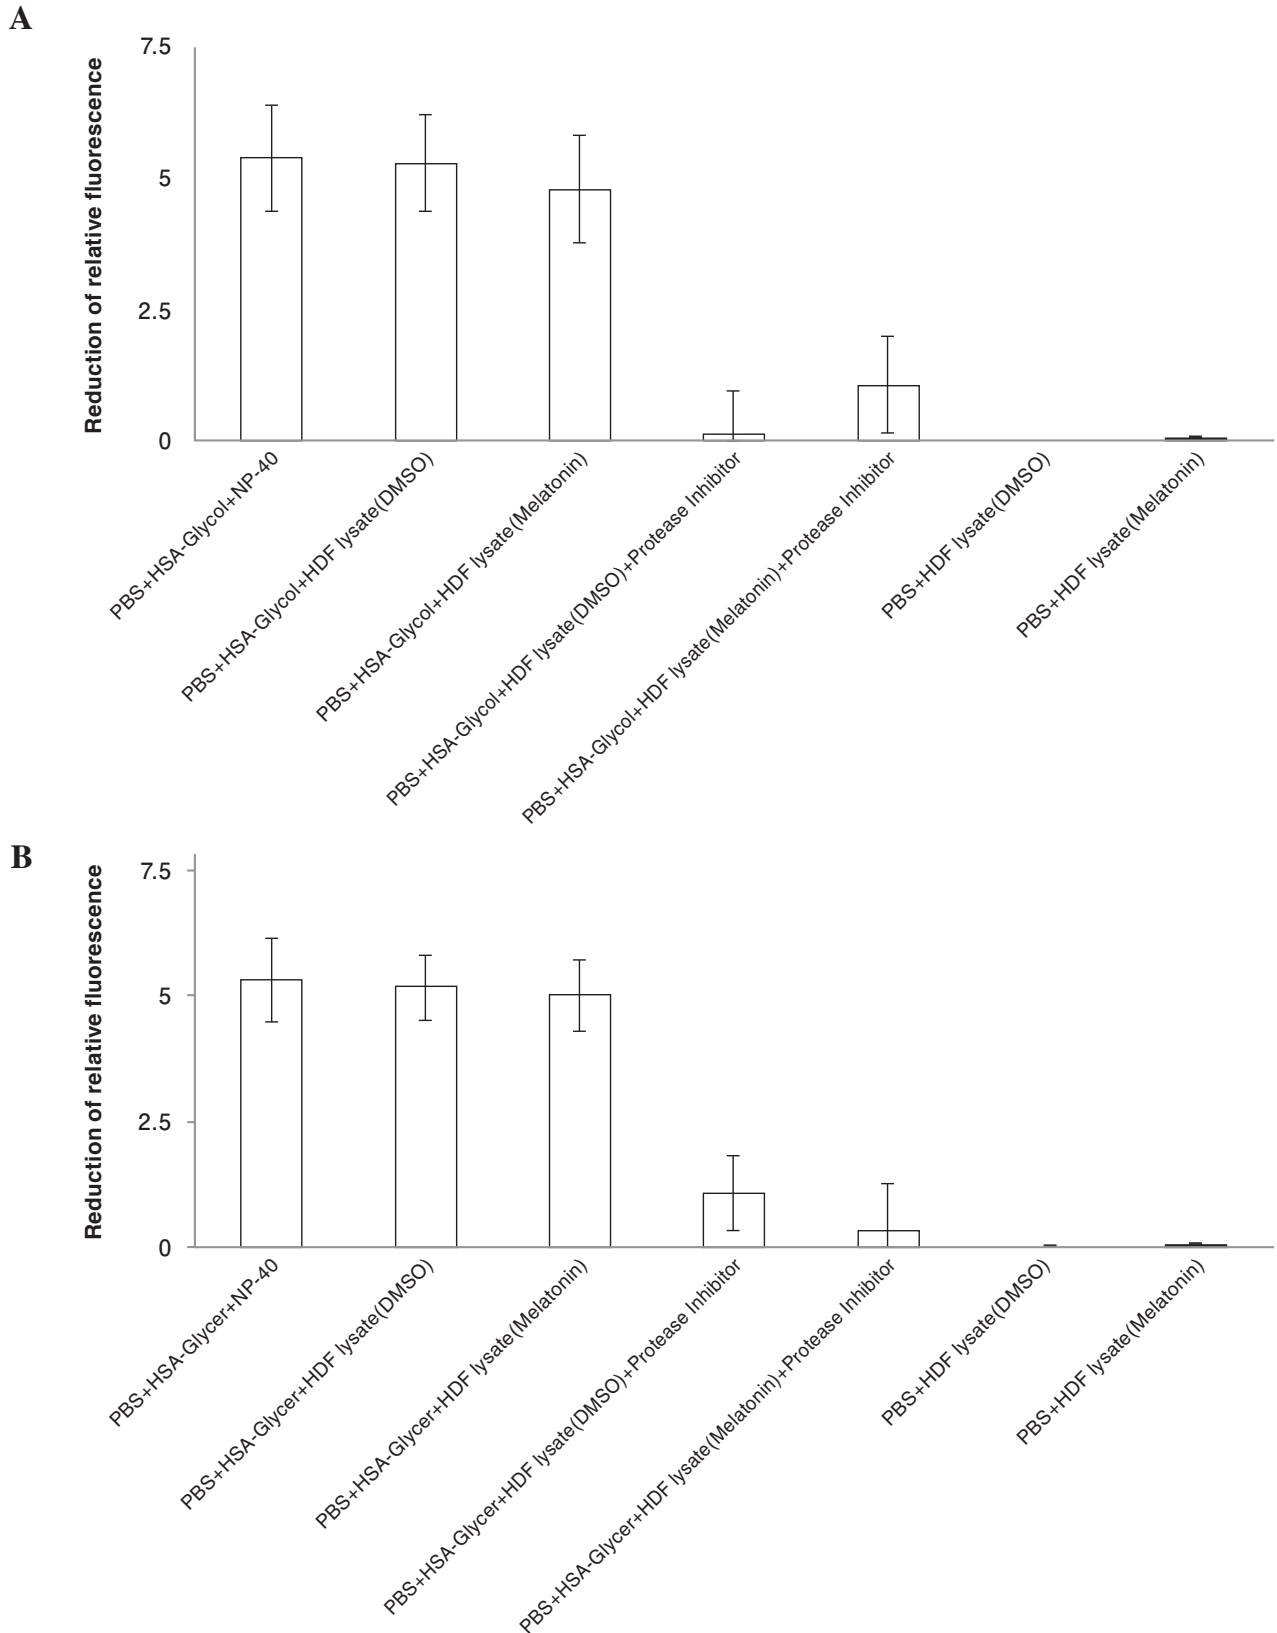 A
Reduction of relative fluorescence
7.5
5
2.5
0
PBS+HSA-Glycol+NP-40
PBS+HSA-Glycol+HDF lysate(DMSO)
PBS+HSA-Glycol+HDF lysate(Melatonin)
PBS+HSA-Glycol+HDF lysate(DMSO)+Protease Inhibitor
PBS+HSA-Glycol+HDF lysate(Melatonin)+Protease Inhibitor
PBS+HDF lysate(DMSO)
PBS+HDF lysate(Melatonin)
B
Reduction of relative fluorescence
7.5
5
2.5
0
PBS+HSA-Glycer+NP-40
PBS+HSA-Glycer+HDF lysate(DMSO)
PBS+HSA-Glycer+HDF lysate(Melatonin)
PBS+HSA-Glycer+HDF lysate(DMSO)+Protease Inhibitor
PBS+HSA-Glycer+HDF lysate(Melatonin)+Protease Inhibitor
PBS+HDF lysate(DMSO)
PBS+HDF lysate(Melatonin)